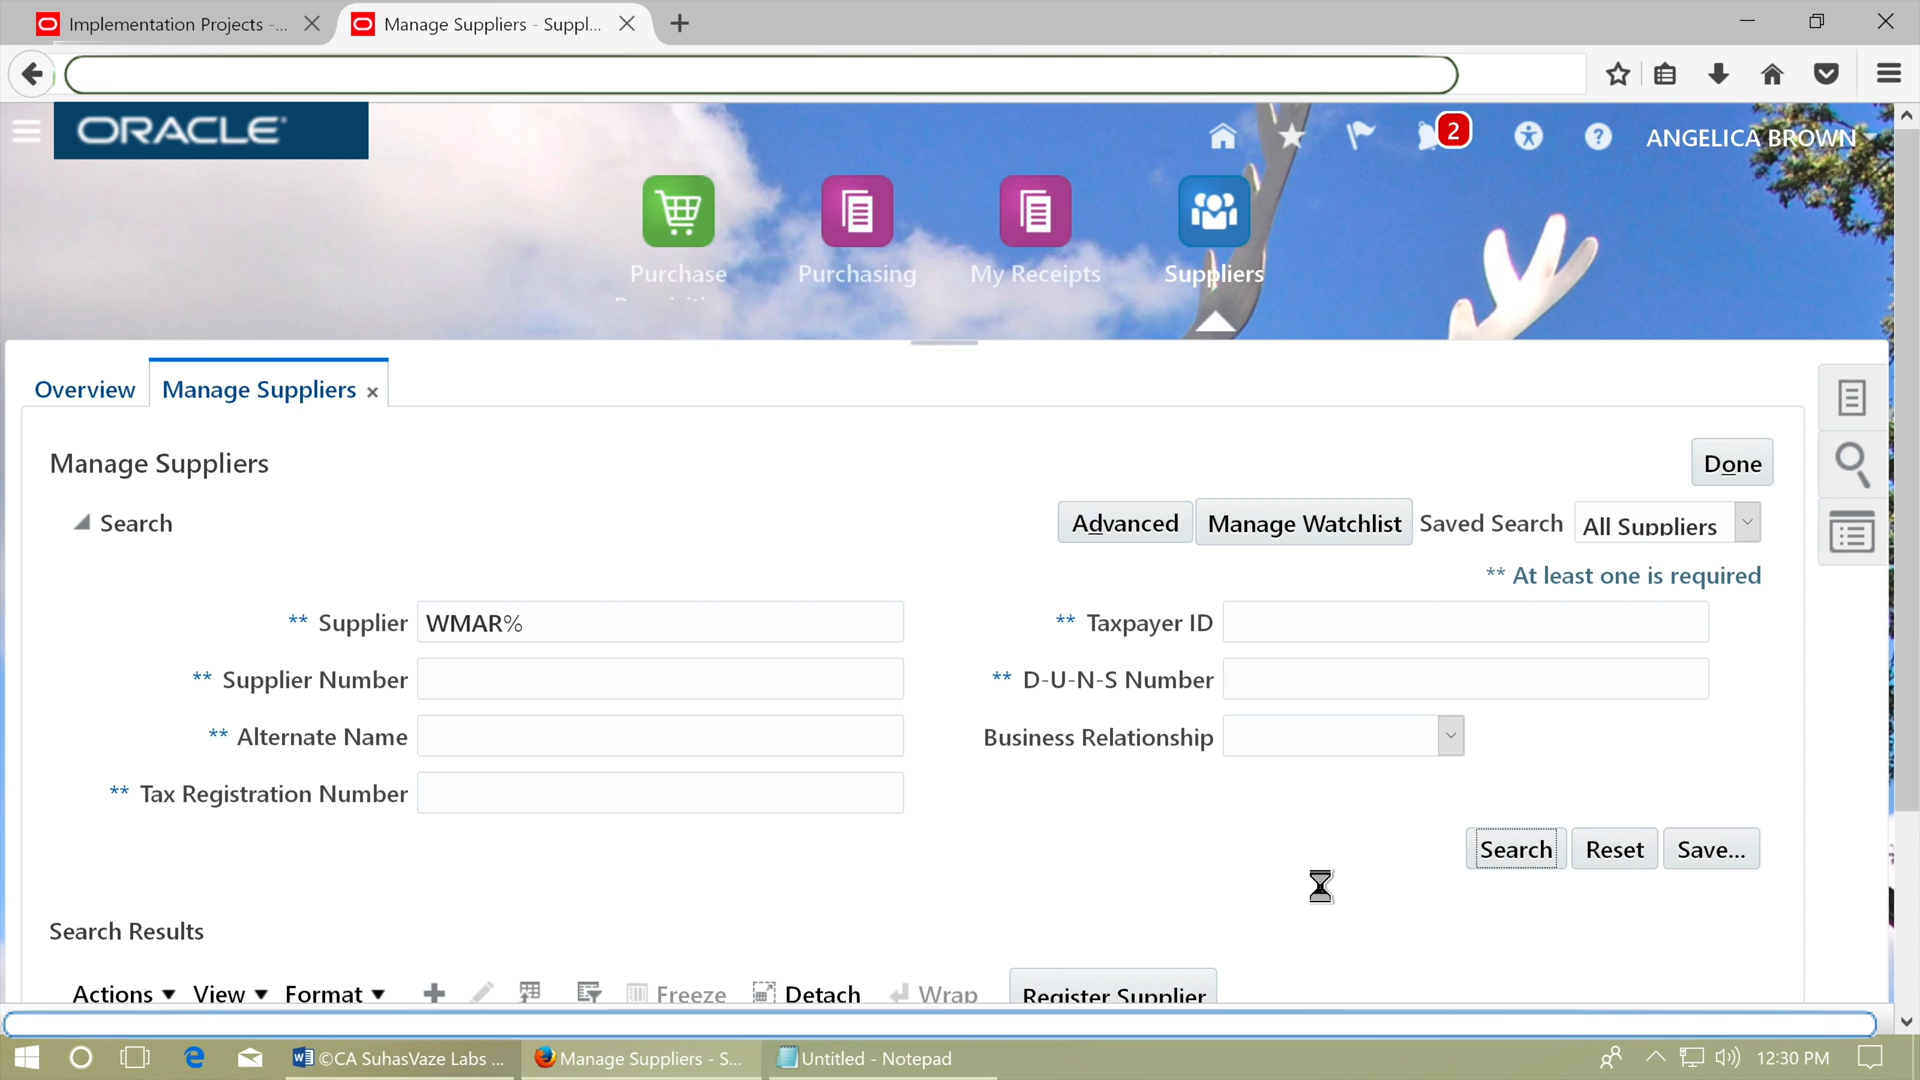 Implementation Projects -...
Manage Suppliers - Suppl...
ORACLE
2
ANGELICA BROWN
Purchase
Purchasing
My Receipts
Suppliers
Overview
Manage Suppliers
Manage Suppliers
Done
Search
Advanced
Manage Watchlist
Saved Search
All Suppliers
** At least one is required
** Supplier WMAR%
** Taxpayer ID
** Supplier Number
** D-U-N-S Number
** Alternate Name
Business Relationship
** Tax Registration Number
Search
Reset
Save...
Search Results
Actions View Format Freeze Detach Wrap Register Supplier
©CA SuhasVaze Labs ...
Manage Suppliers - S...
Untitled - Notepad
12:30 PM